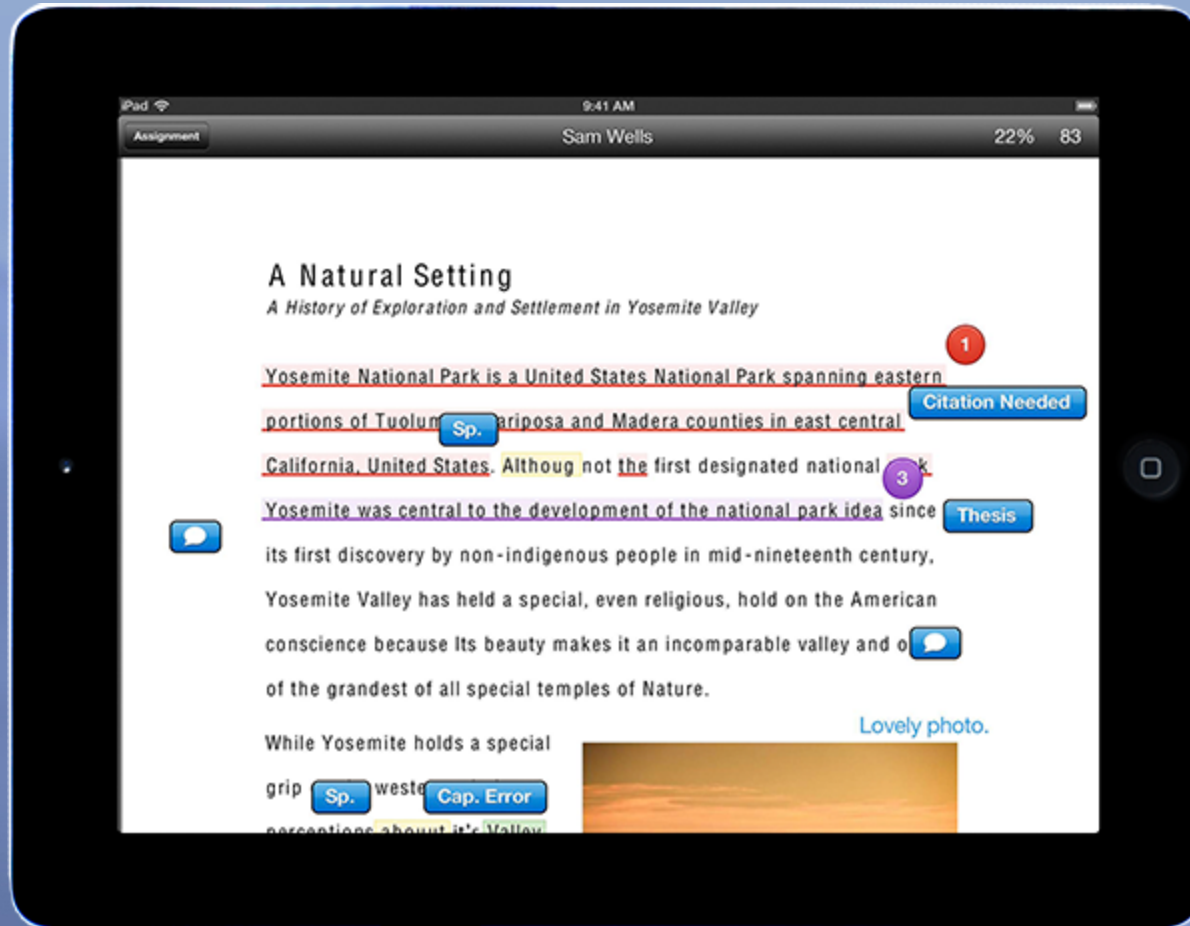 iPad 9:41 AM
Assignment Sam Wells 22% 83
A Natural Setting
A History of Exploration and Settlement in Yosemite Valley
1
Yosemite National Park is a United States National Park spanning eastern
Citation Needed
portions of Sp. and Madera counties in east central
California, United States. Althoug not the first designated national
3
Yosemite was central to the development of the national park idea since Thesis
its first discovery by non-indigenous people in mid-nineteenth century,
Yosemite Valley has held a special, even religious, hold on the American
conscience because Its beauty makes it an incomparable valley and
of the grandest of all special temples of Nature.
Lovely photo.
While Yosemite holds a special
grip Sp. Cap. Error
perceptions abouut it's Valley